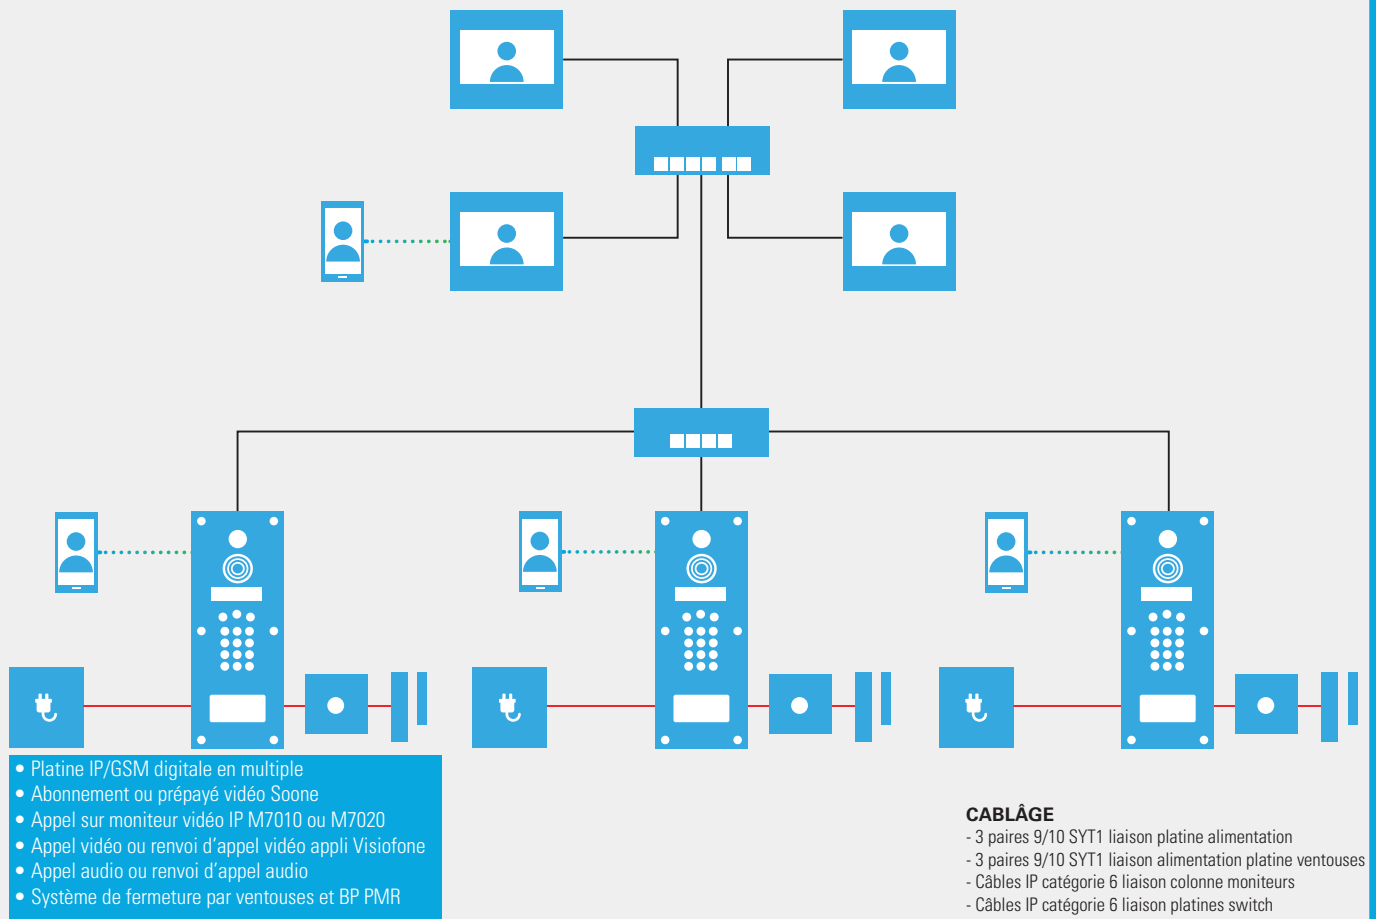 • Platine IP/GSM digitale en multiple
• Abonnement ou prépayé vidéo Soone
• Appel sur moniteur vidéo IP M7010 ou M7020
• Appel vidéo ou renvoi d’appel vidéo appli Visiofone
• Appel audio ou renvoi d’appel audio
• Système de fermeture par ventouses et BP PMR
CABLÂGE
- 3 paires 9/10 SYT1 liaison platine alimentation
- 3 paires 9/10 SYT1 liaison alimentation platine ventouses
- Câbles IP catégorie 6 liaison colonne moniteurs
- Câbles IP catégorie 6 liaison platines switch